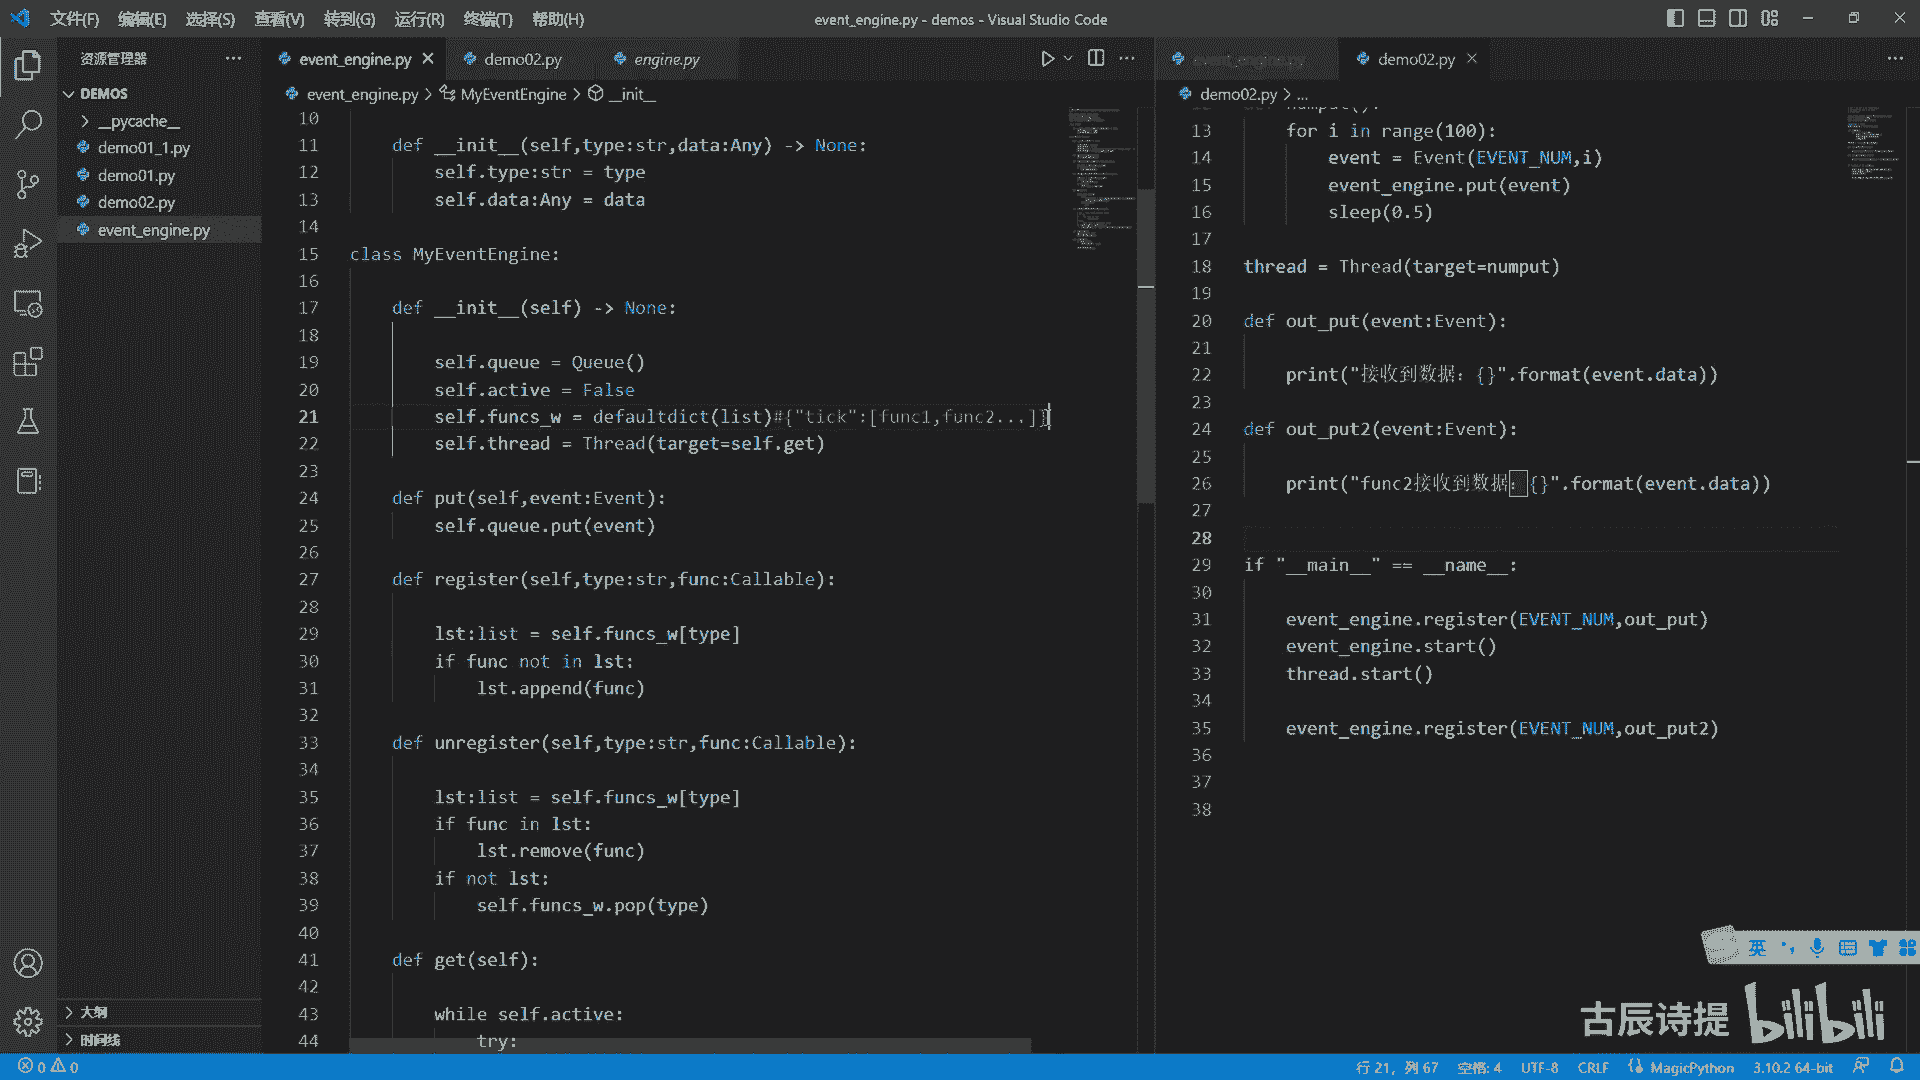 文件(F) 编辑(E) 选择(S) 查看(V) 转到(G) 运行(R) 终端(T) 帮助(H)
event_engine.py - demos - Visual Studio Code
资源管理器
DEMOS
__pycache__
demo01_1.py
demo01.py
demo02.py
event_engine.py
大纲
时间线
event_engine.py
demo02.py
engine.py
event_engine.py > MyEventEngine > __init__
10
11 def __init__(self,type:str,data:Any) -> None:
12 self.type:str = type
13 self.data:Any = data
14
15 class MyEventEngine:
16
17 def __init__(self) -> None:
18
19 self.queue = Queue()
20 self.active = False
21 self.funcs_w = defaultdict(list)#{"tick":[func1,func2...]}
22 self.thread = Thread(target=self.get)
23
24 def put(self,event:Event):
25 self.queue.put(event)
26
27 def register(self,type:str,func:Callable):
28
29 lst:list = self.funcs_w[type]
30 if func not in lst:
31 lst.append(func)
32
33 def unregister(self,type:str,func:Callable):
34
35 lst:list = self.funcs_w[type]
36 if func in lst:
37 lst.remove(func)
38 if not lst:
39 self.funcs_w.pop(type)
40
41 def get(self):
42
43 while self.active:
44 try:
event_engine.py
demo02.py
demo02.py > ...
13 for i in range(100):
14 event = Event(EVENT_NUM,i)
15 event_engine.put(event)
16 sleep(0.5)
17
18 thread = Thread(target=numput)
19
20 def out_put(event:Event):
21
22 print("接收到数据：{}".format(event.data))
23
24 def out_put2(event:Event):
25
26 print("func2接收到数据：{}".format(event.data))
27
28
29 if "__main__" == __name__:
30
31 event_engine.register(EVENT_NUM,out_put)
32 event_engine.start()
33 thread.start()
34
35 event_engine.register(EVENT_NUM,out_put2)
36
37
38
英
古辰诗提 bilibili
0 0
行 21，列 67 空格: 4 UTF-8 CRLF MagicPython 3.10.2 64-bit